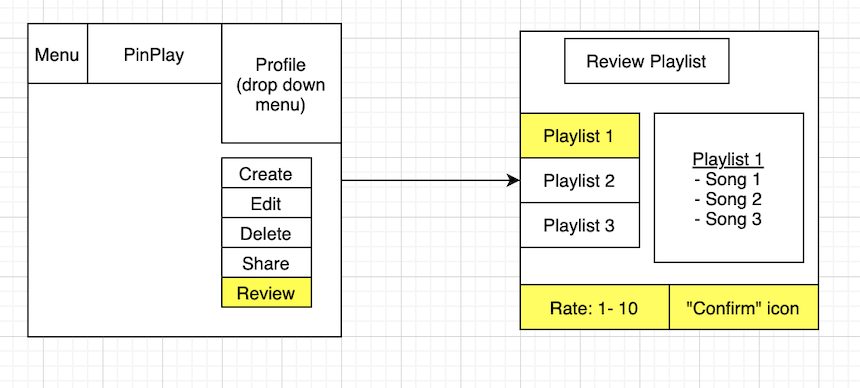 Menu
PinPlay
Profile
(drop down
menu)
Create
Edit
Delete
Share
Review
Review Playlist
Playlist 1
Playlist 2
Playlist 3
Playlist 1
- Song 1
- Song 2
- Song 3
Rate: 1- 10
"Confirm" icon